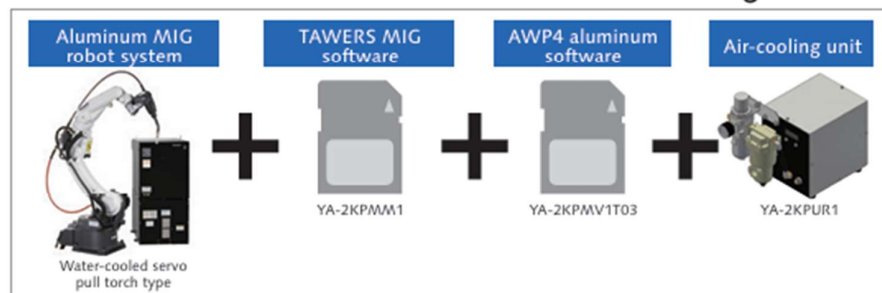 Aluminum MIG
robot system
TAWERS MIG
software
AWP4 aluminum
software
Air-cooling unit
YA-2KPMM1
YA-2KPMV1T03
YA-2KPUR1
Water-cooled servo
pull torch type